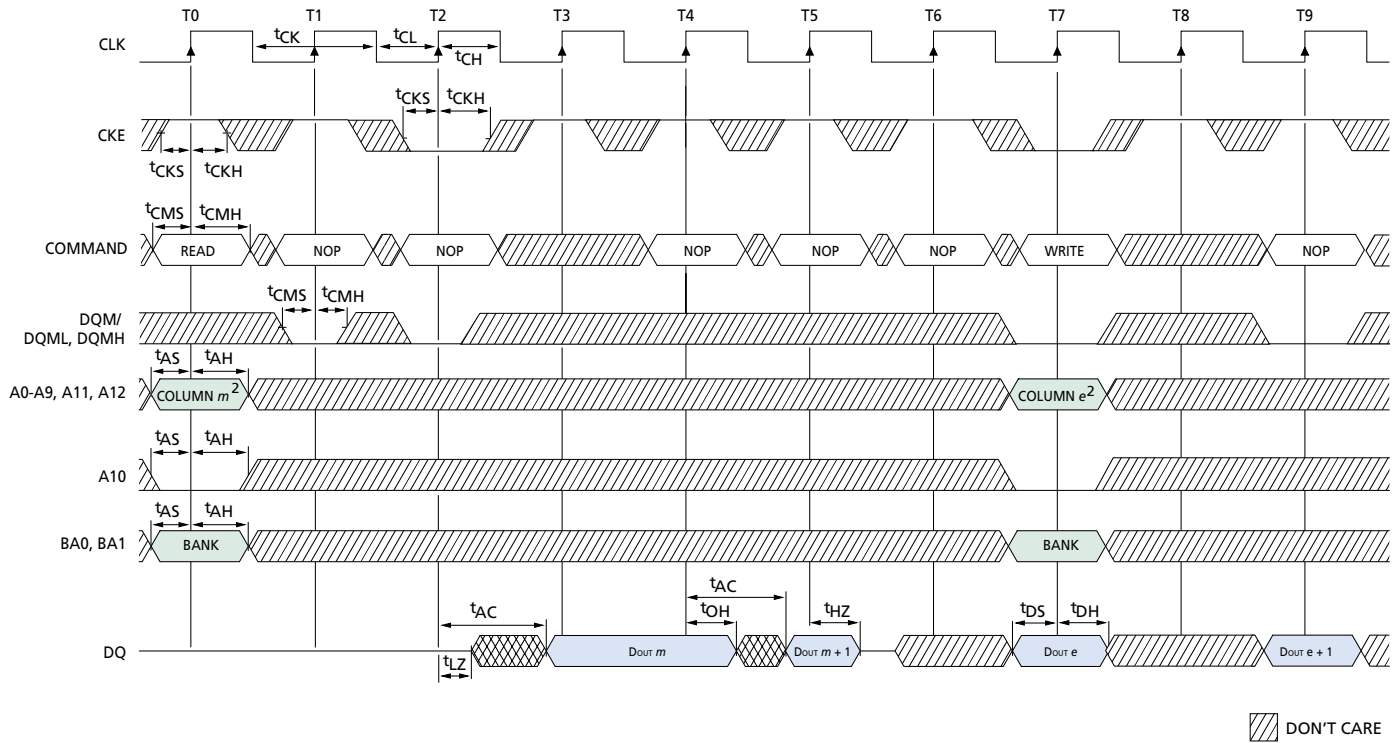 T0 T1 T2 T3 T4 T5 T6 T7 T8 T9
CLK tCK tCL tCH
tCKS tCKH
CKE
tCKS tCKH
tCMS tCMH
COMMAND READ NOP NOP NOP NOP NOP WRITE NOP
tCMS tCMH
DQM/
DQML, DQMH
tAS tAH
A0-A9, A11, A12 COLUMN m 2 COLUMN e2
tAS tAH
A10
tAS tAH
BA0, BA1 BANK BANK
tAC
tAC tOH tHZ tDS tDH
DQ DOUT m DOUT m + 1 DOUT e DOUT e + 1
tLZ
DON'T CARE